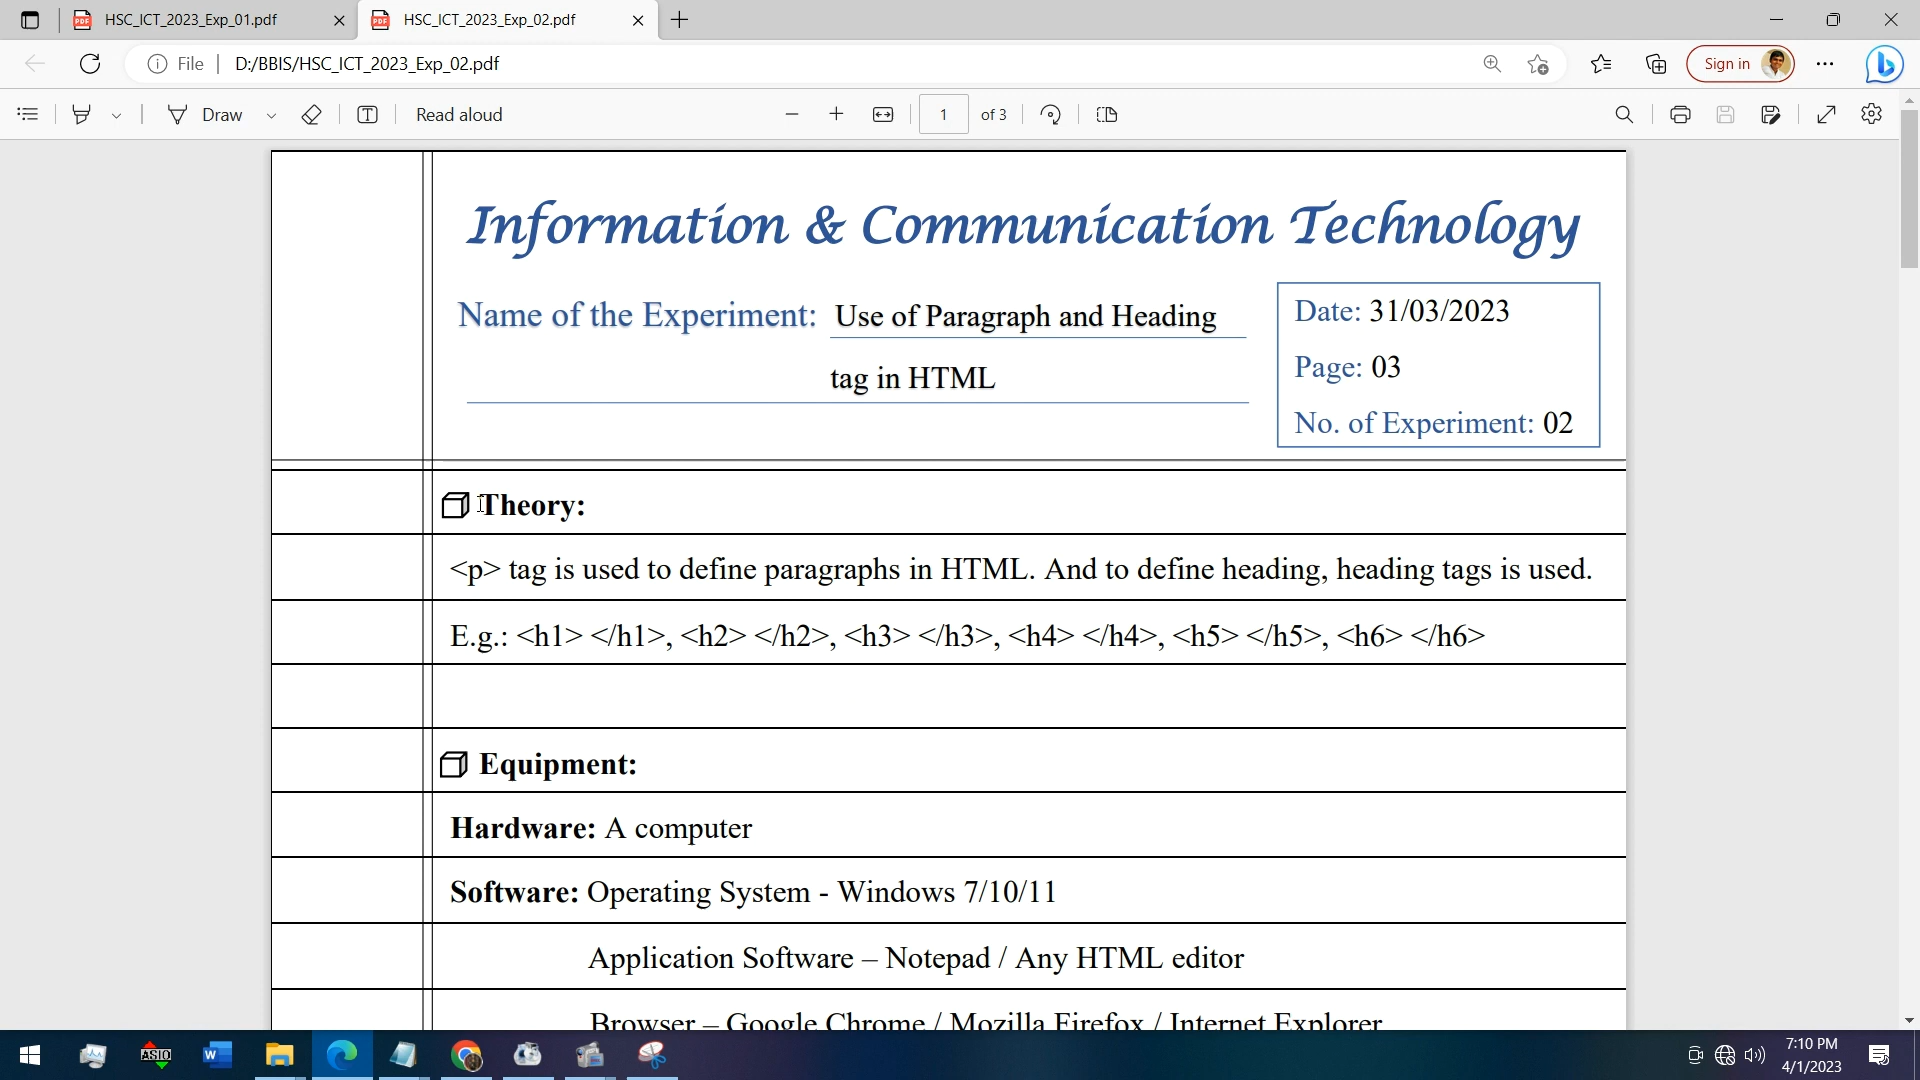 HSC_ICT_2023_Exp_01.pdf
HSC_ICT_2023_Exp_02.pdf
File
D:/BBIS/HSC_ICT_2023_Exp_02.pdf
Sign in
Draw
Read aloud
1 of 3
Information & Communication Technology
Name of the Experiment: Use of Paragraph and Heading
tag in HTML
Date: 31/03/2023
Page: 03
No. of Experiment: 02
Theory:
<p> tag is used to define paragraphs in HTML. And to define heading, heading tags is used.
E.g.: <h1> </h1>, <h2> </h2>, <h3> </h3>, <h4> </h4>, <h5> </h5>, <h6> </h6>
Equipment:
Hardware: A computer
Software: Operating System - Windows 7/10/11
Application Software – Notepad / Any HTML editor
Browser – Google Chrome / Mozilla Firefox / Internet Explorer
ASIO
7:10 PM
4/1/2023